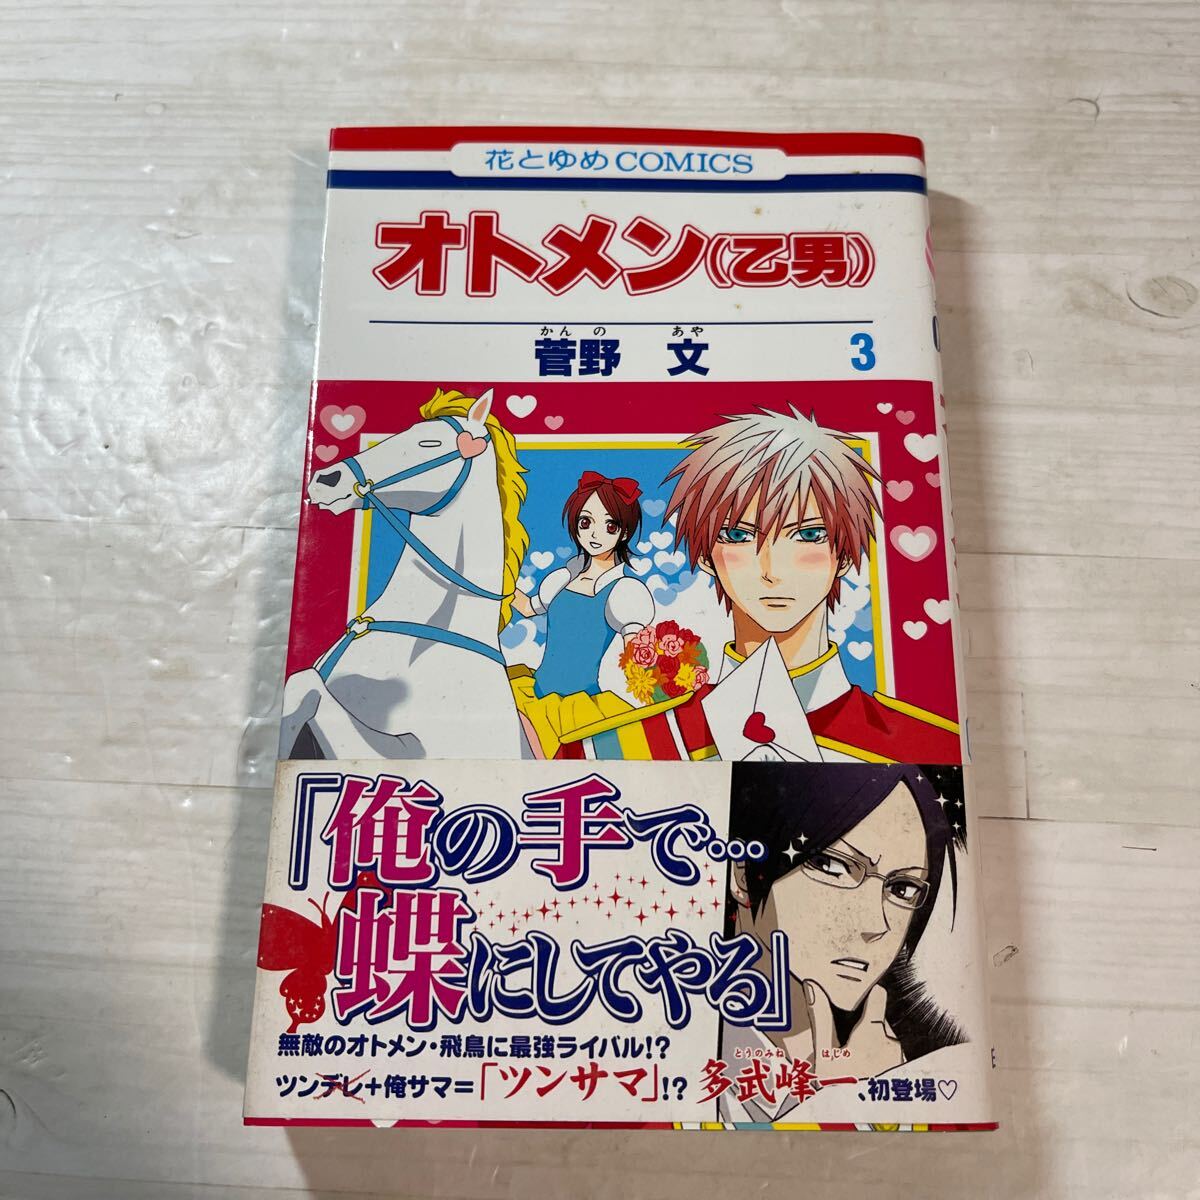 花とゆめCOMICS
オトメン(乙男)
かんの あや
菅野 文 3
『俺の手で…
蝶にしてやる』
無敵のオトメン・飛鳥に最強ライバル!?
とうのみね はじめ
ツンデレ+俺サマ=「ツンサマ」!? 多武峰一、初登場♡